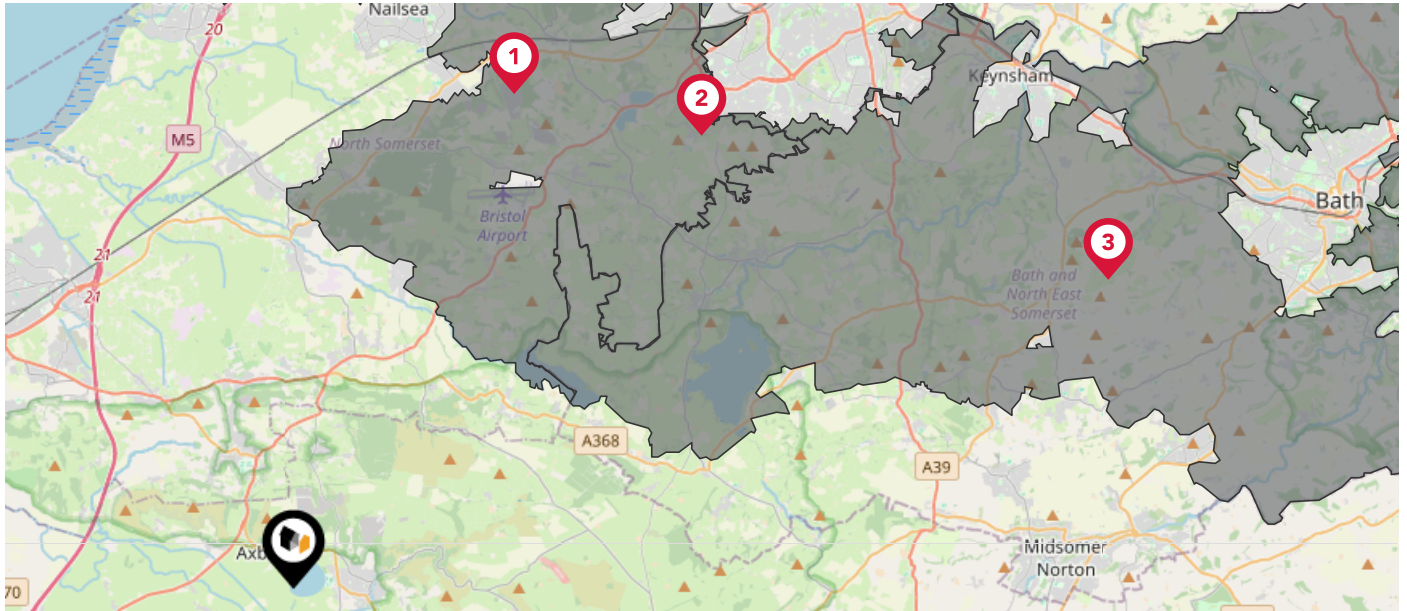 Nailsea
20
1
2
Keynsham
M5
North Somerset
Bath
Bristol
Airport
3
21
Bath and
North East
Somerset
21
A368
A39
Axb
Midsomer
Norton
70